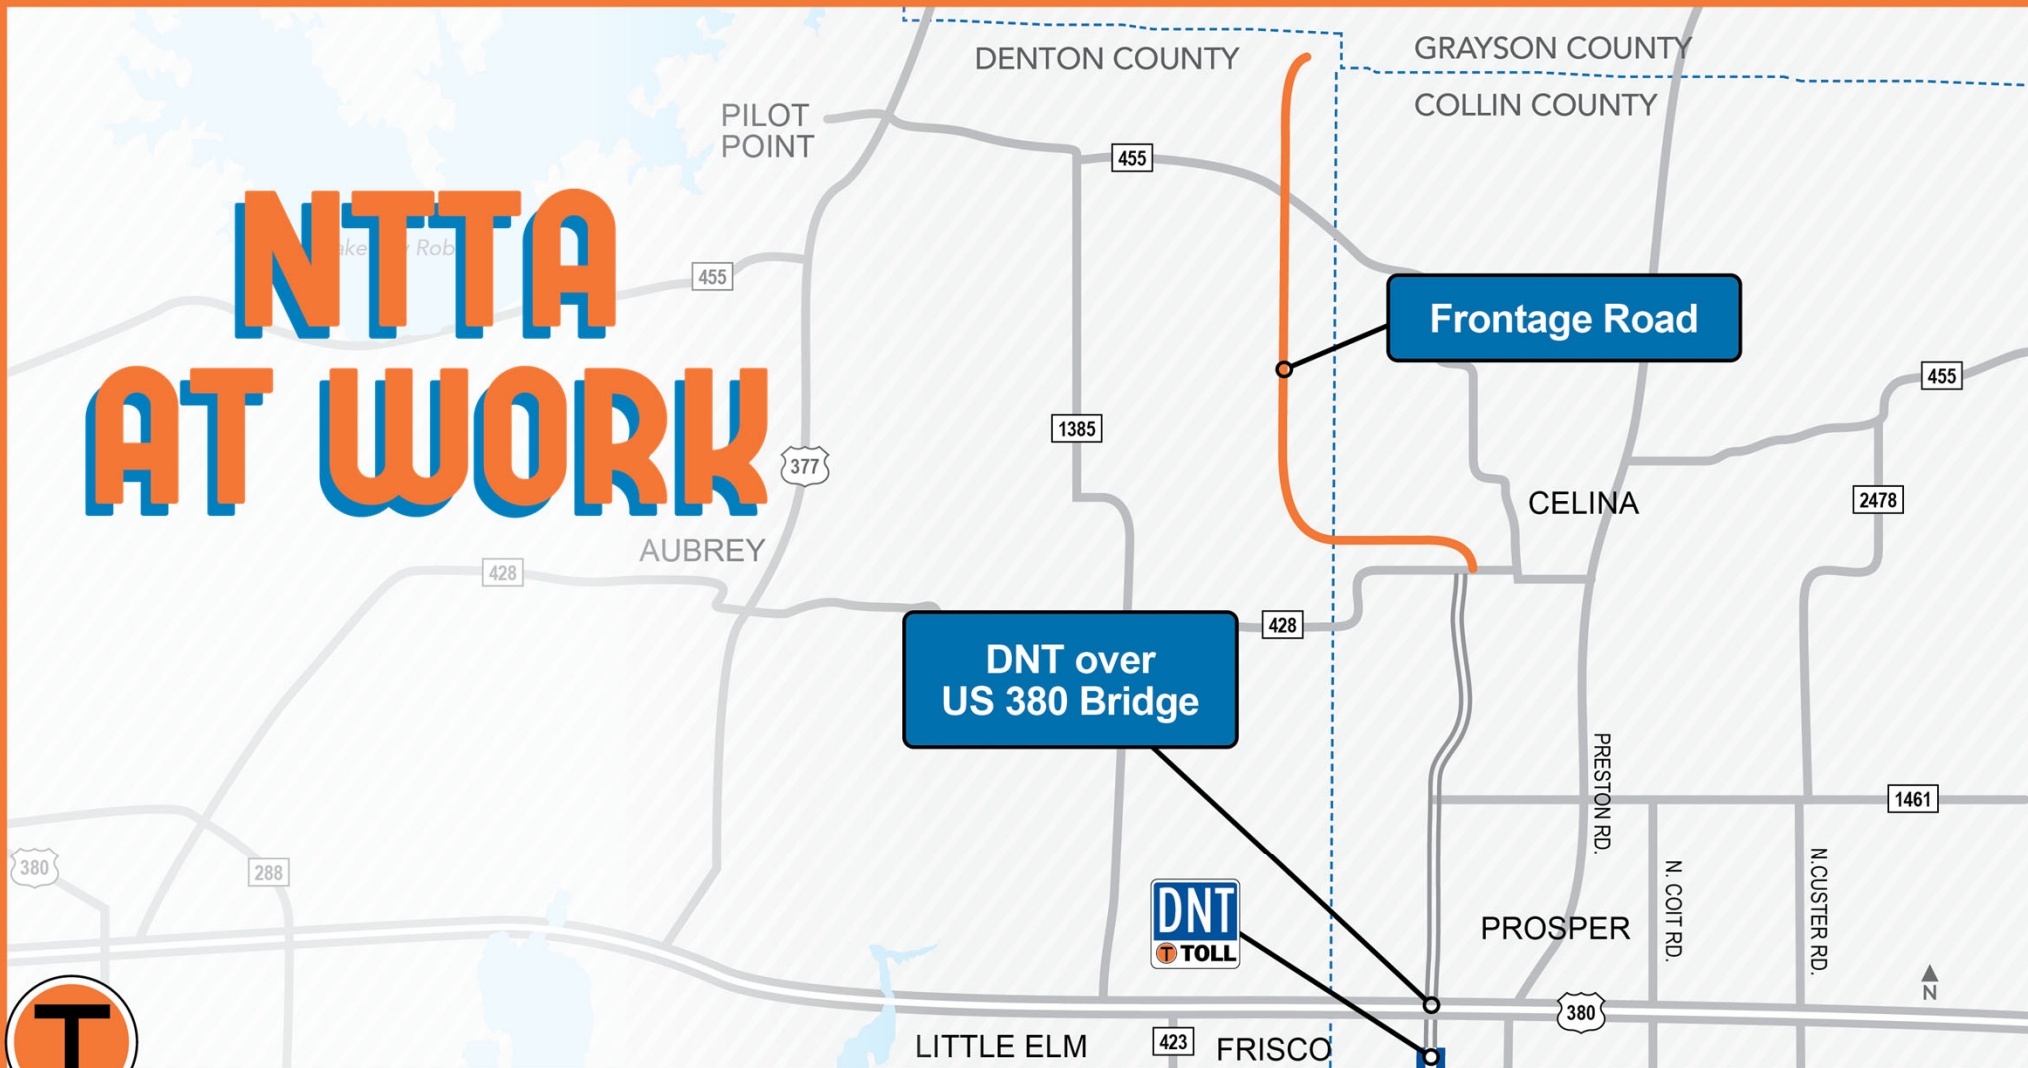 DENTON COUNTY
GRAYSON COUNTY
COLLIN COUNTY
PILOT
POINT
455
NTTA
AT WORK
455
Frontage Road
455
1385
377
2478
CELINA
AUBREY
428
428
DNT over
US 380 Bridge
PRESTON RD.
1461
N. COIT RD.
N.CUSTER RD.
380
288
DNT
T TOLL
PROSPER
N
380
T
LITTLE ELM
423
FRISCO